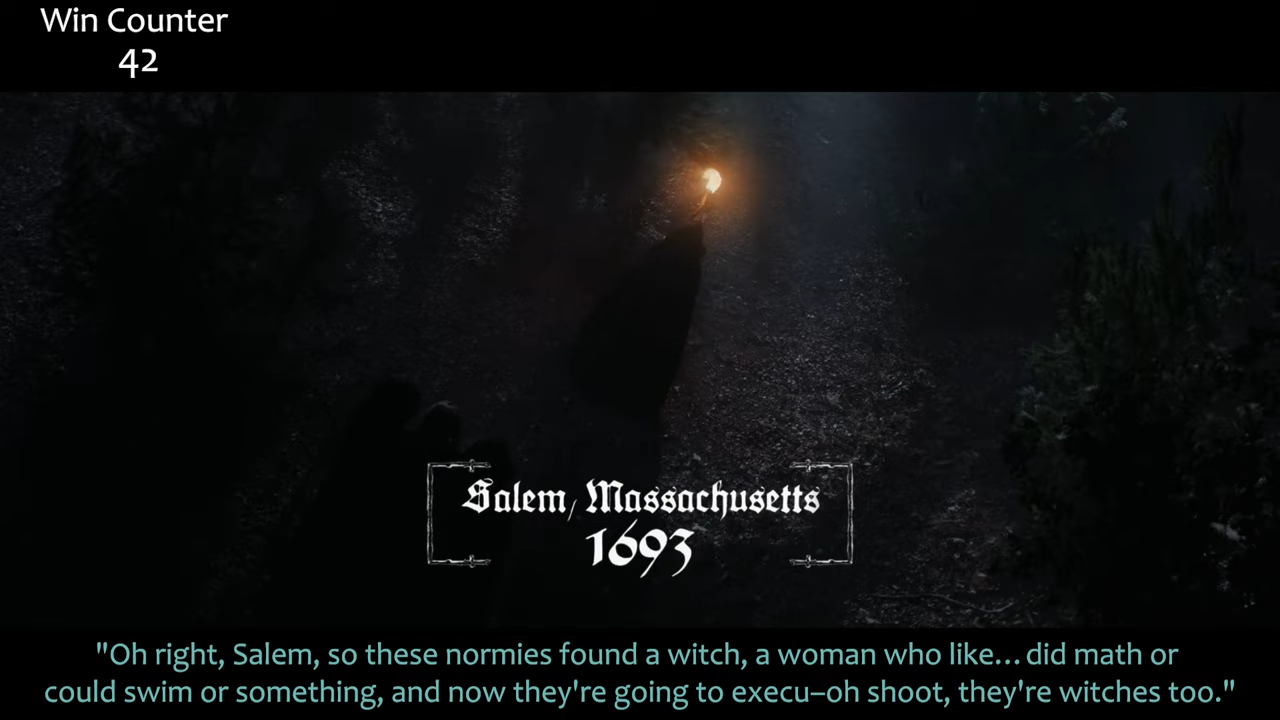 Win Counter
42
Salem, Massachusetts
1693
"Oh right, Salem, so these normies found a witch, a woman who like... did math or
could swim or something, and now they're going to execu–oh shoot, they're witches too."